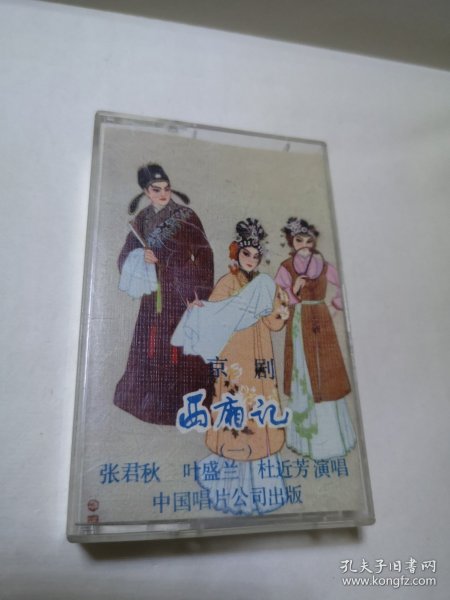 京剧
西廂记
(一)
张君秋 叶盛兰 杜近芳演唱
中国唱片公司出版
孔夫子旧书网
www.kongfz.com